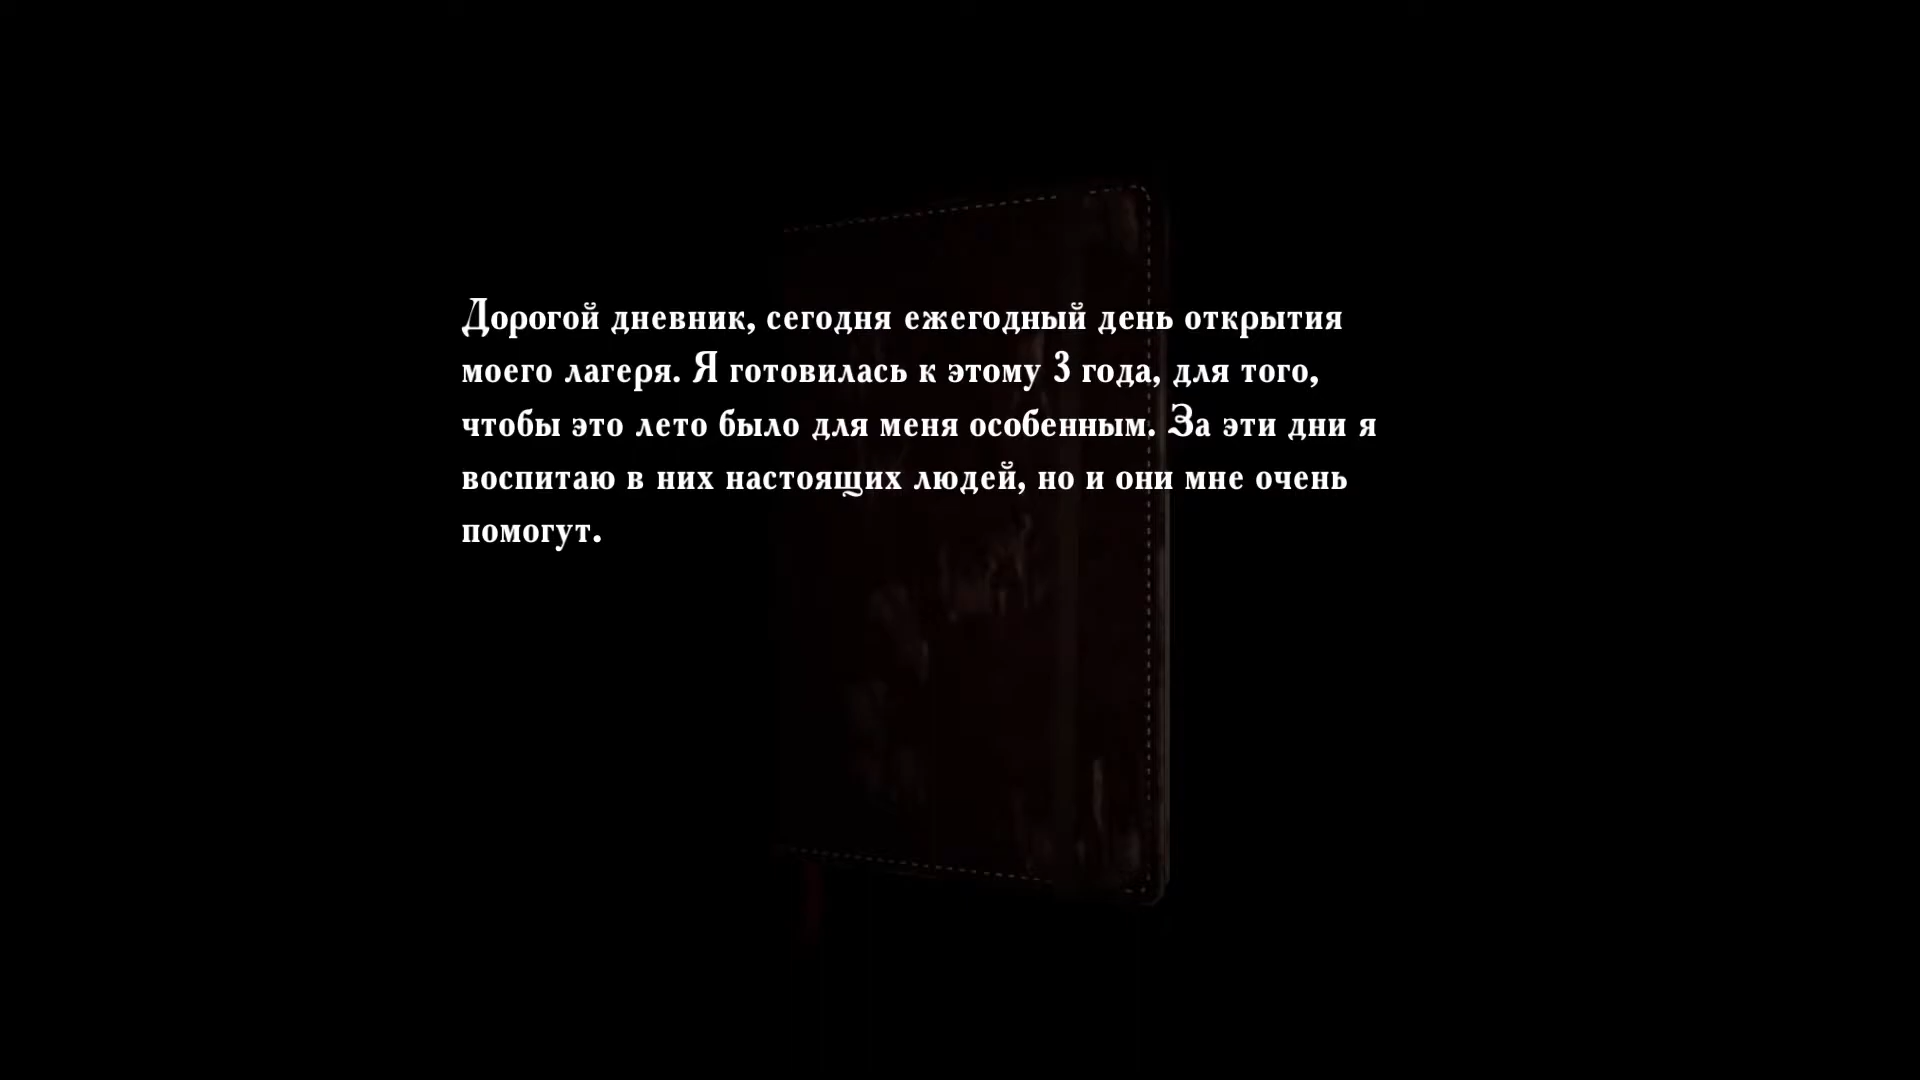 Дорогой дневник, сегодня ежегодный день открытия
моего лагеря. Я готовилась к этому 3 года, для того,
чтобы это лето было для меня особенным. За эти дни я
воспитаю в них настоящих людей, но и они мне очень
помогут.